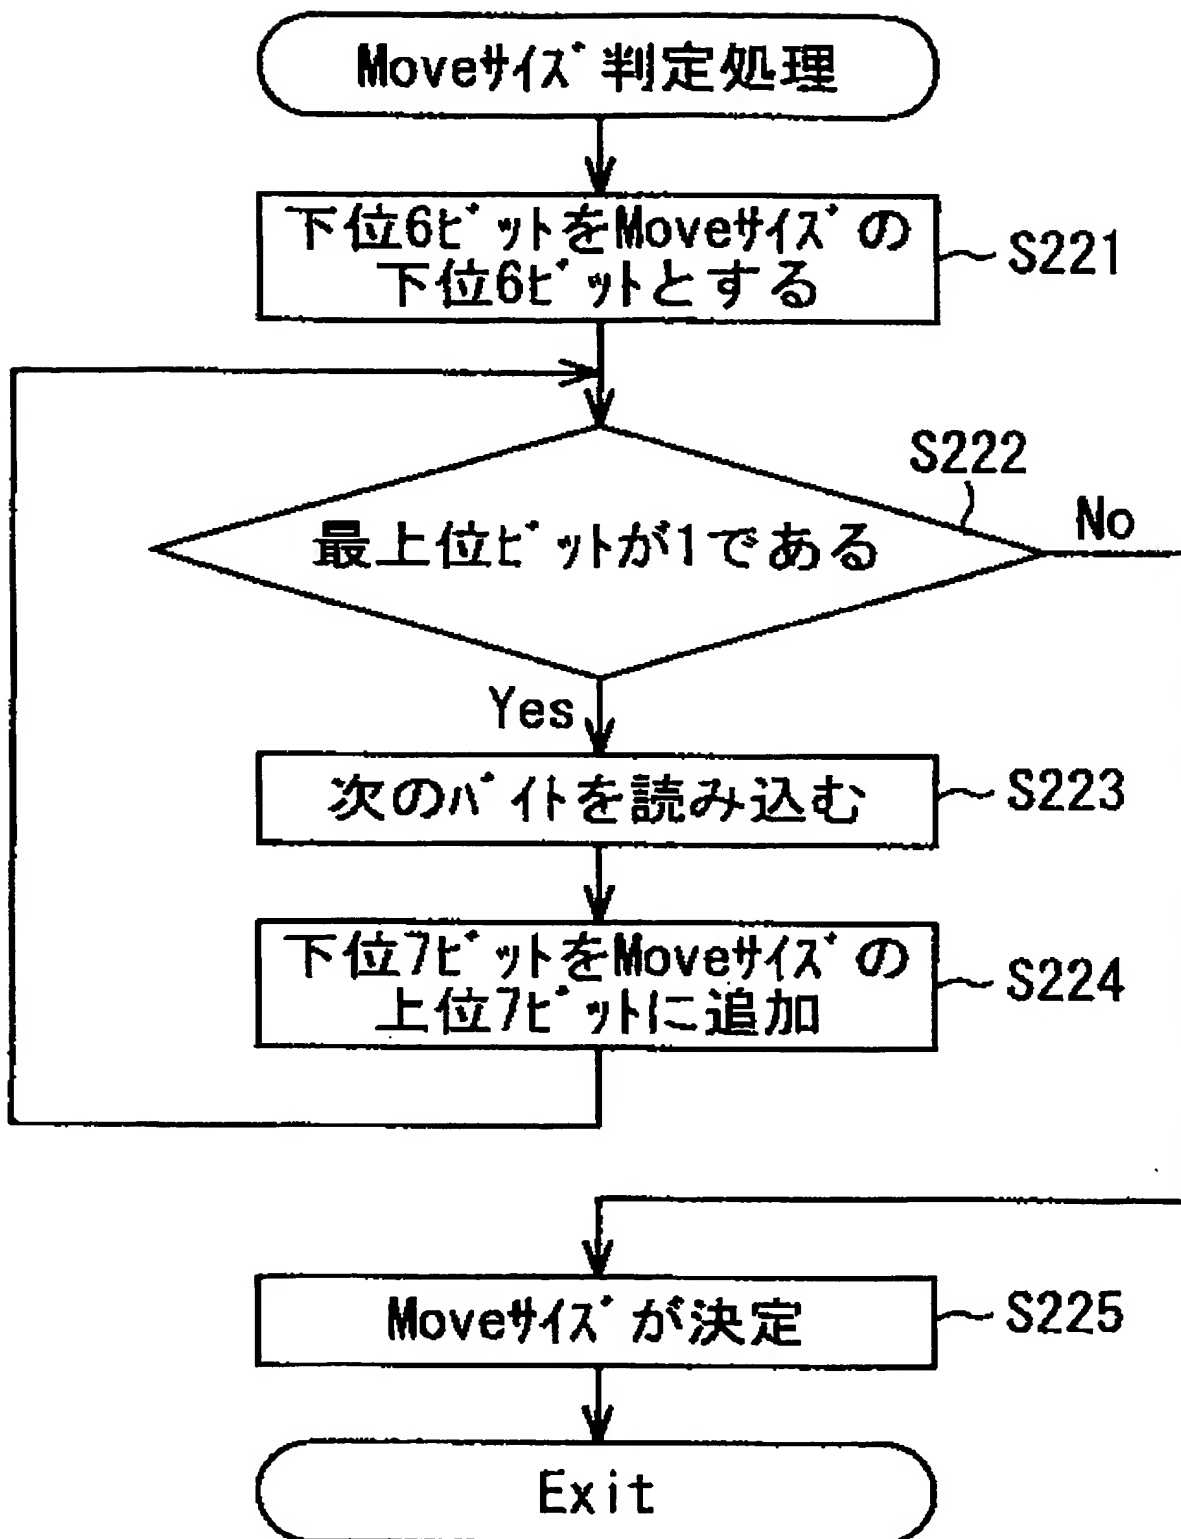 Moveｻｲｽﾞ判定処理
下位6ﾋﾞｯﾄをMoveｻｲｽﾞの
下位6ﾋﾞｯﾄとする
S221
S222
最上位ﾋﾞｯﾄが1である
No
Yes
次のﾊﾞｲﾄを読み込む
S223
下位7ﾋﾞｯﾄをMoveｻｲｽﾞの
上位7ﾋﾞｯﾄに追加
S224
Moveｻｲｽﾞが決定
S225
Exit